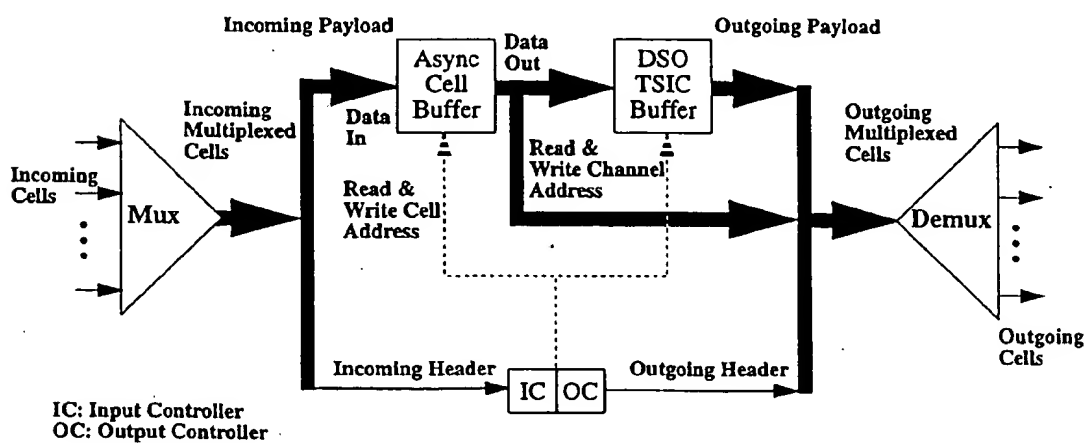 Incoming Payload
Async
Cell
Buffer
Data
Out
DSO
TSIC
Buffer
Outgoing Payload
Incoming
Multiplexed
Cells
Data
In
Outgoing
Multiplexed
Cells
Incoming
Cells
Mux
Read &
Write Cell
Address
Read &
Write Channel
Address
Demux
Outgoing
Cells
Incoming Header
IC
OC
Outgoing Header
IC: Input Controller
OC: Output Controller